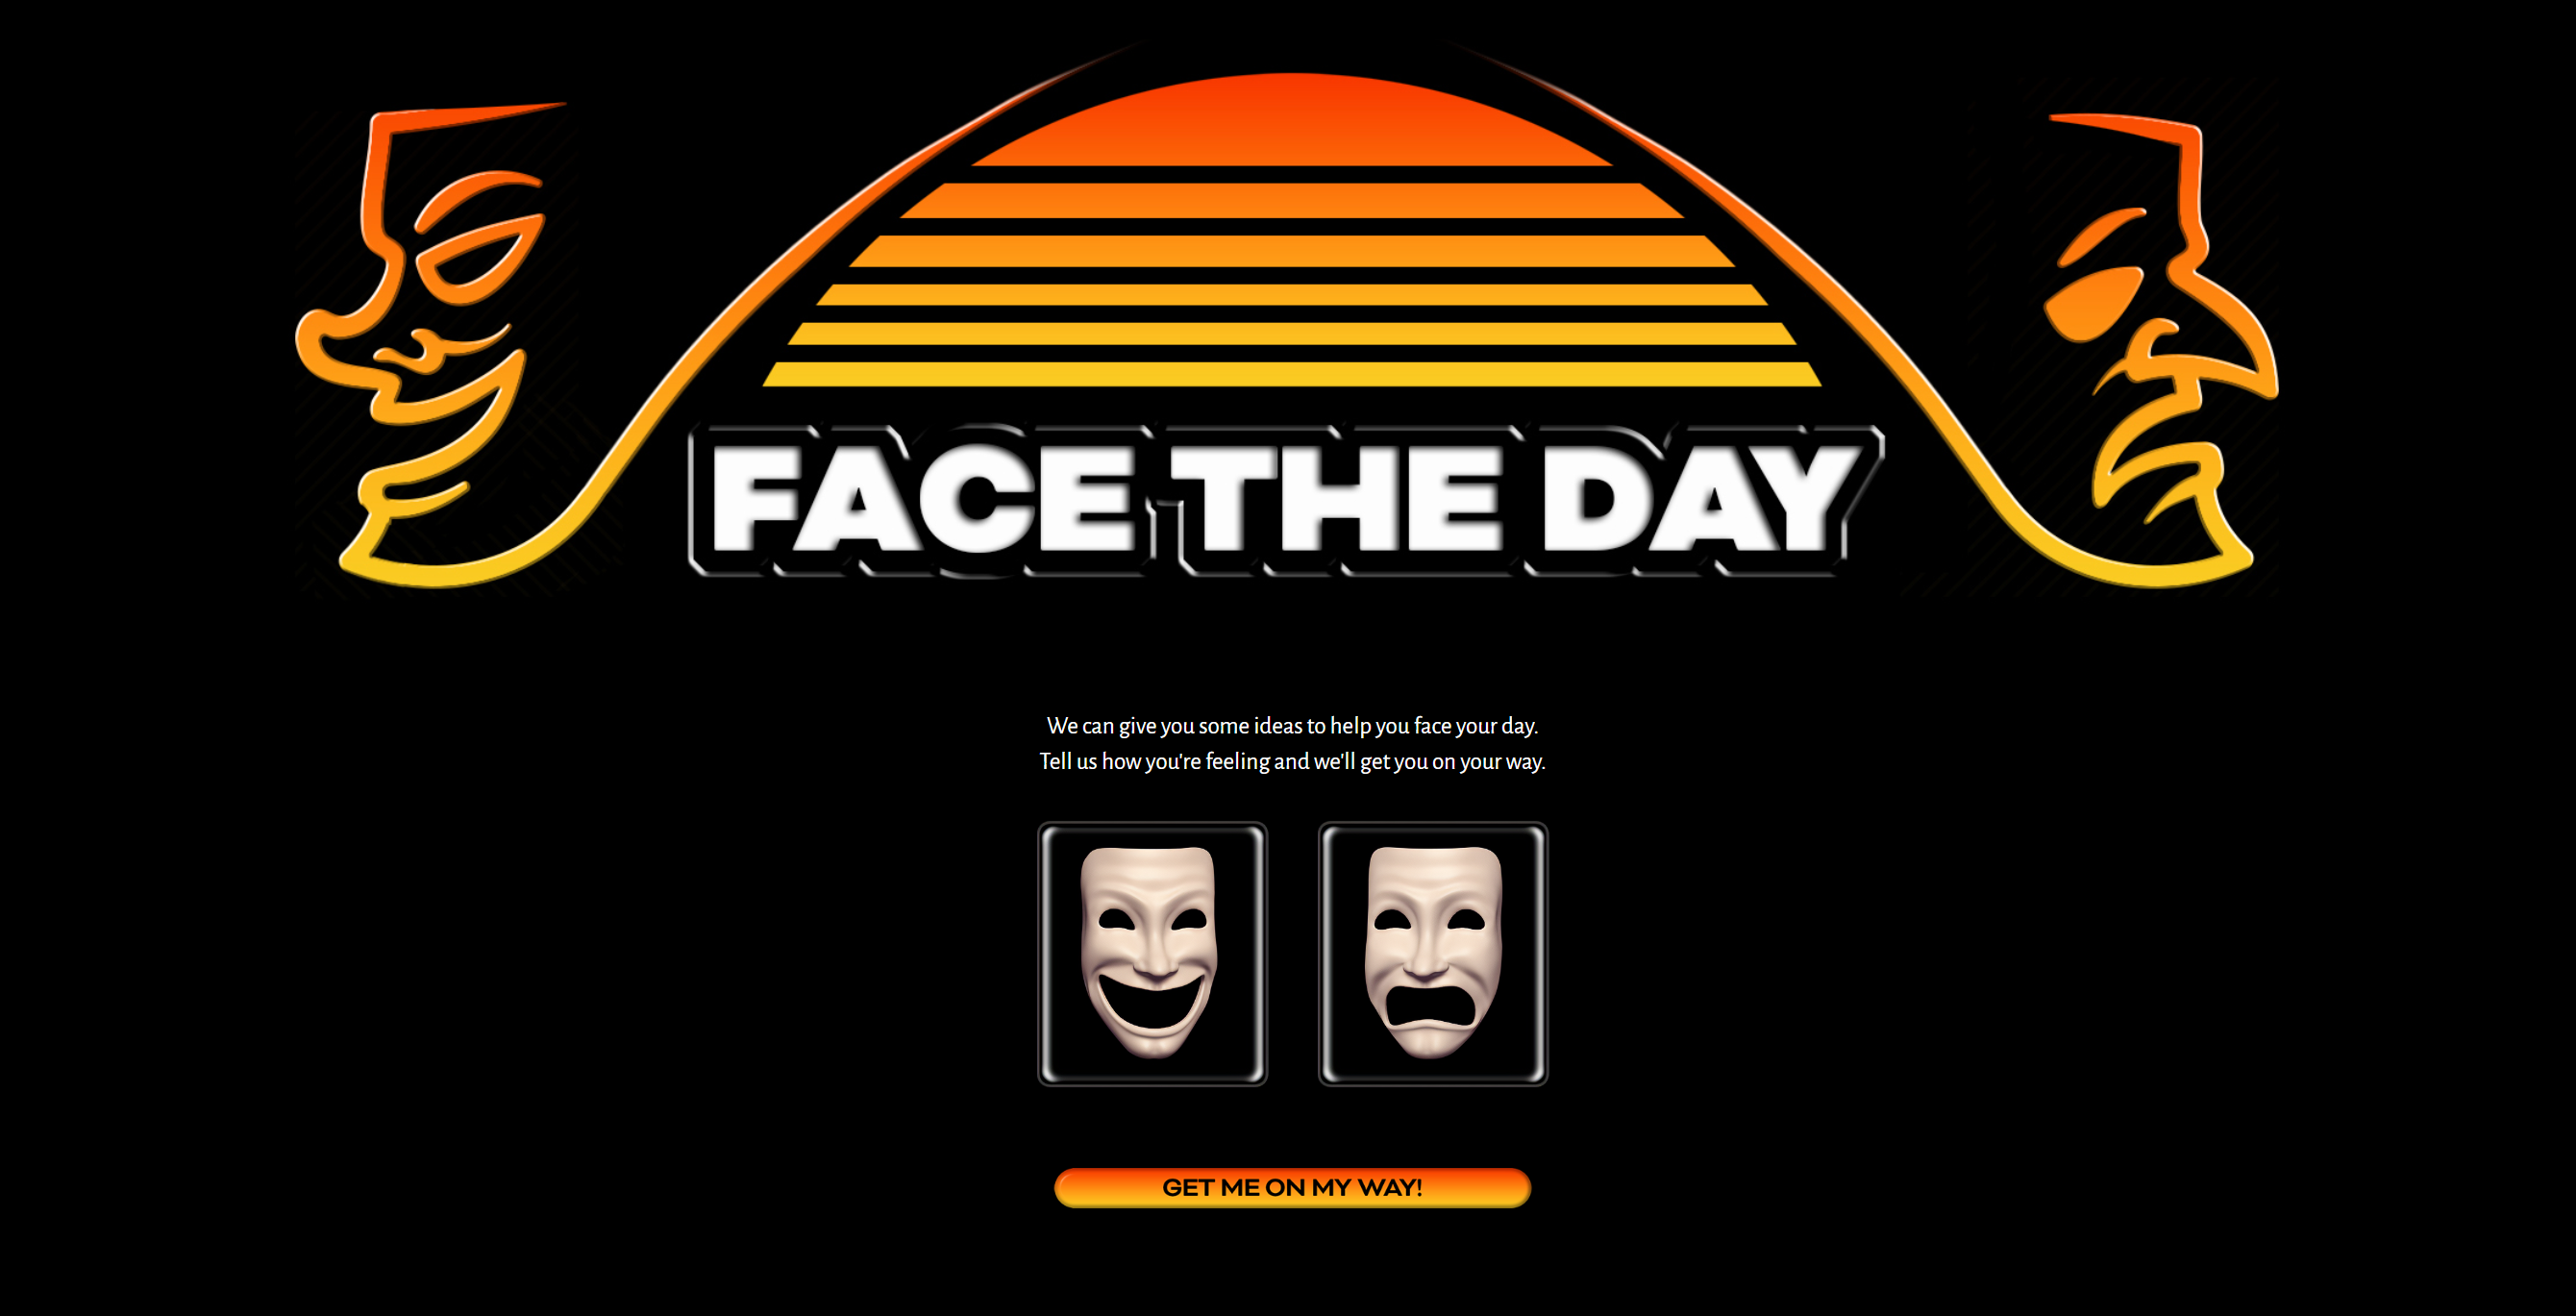 FACE THE DAY
We can give you some ideas to help you face your day.
Tell us how you're feeling and we'll get you on your way.
GET ME ON MY WAY!